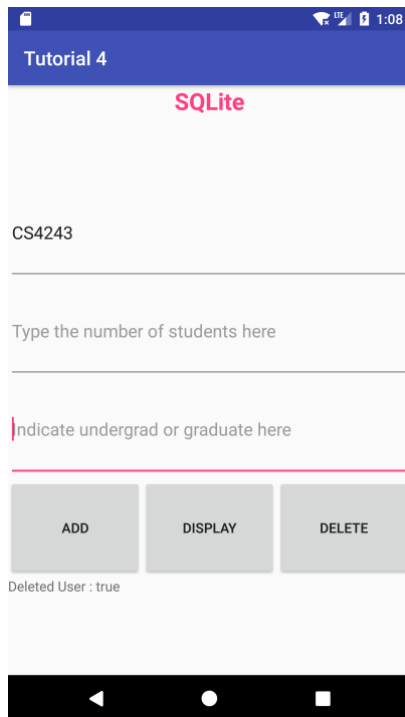 LTE 1:08
Tutorial 4
SQLite
CS4243
Type the number of students here
Indicate undergrad or graduate here
ADD DISPLAY DELETE
Deleted User : true